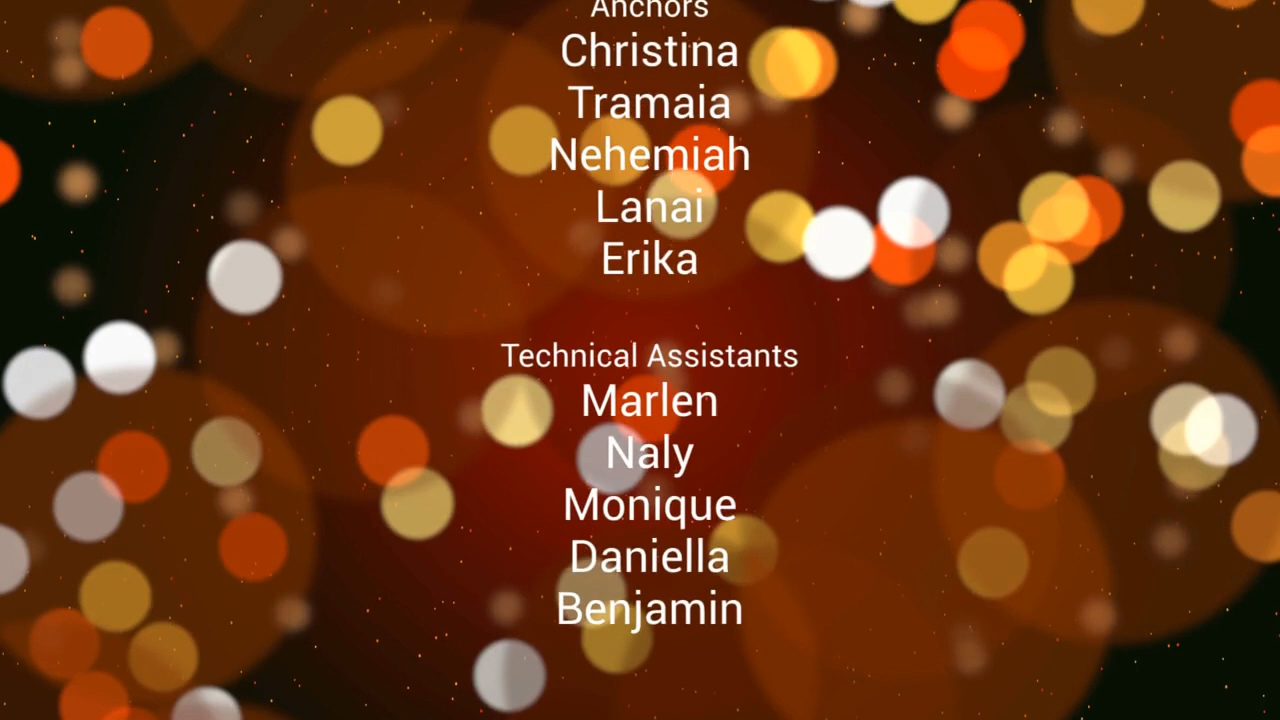 Anchors
Christina
Tramaia
Nehemiah
Lanai
Erika
Technical Assistants
Marlen
Naly
Monique
Daniella
Benjamin